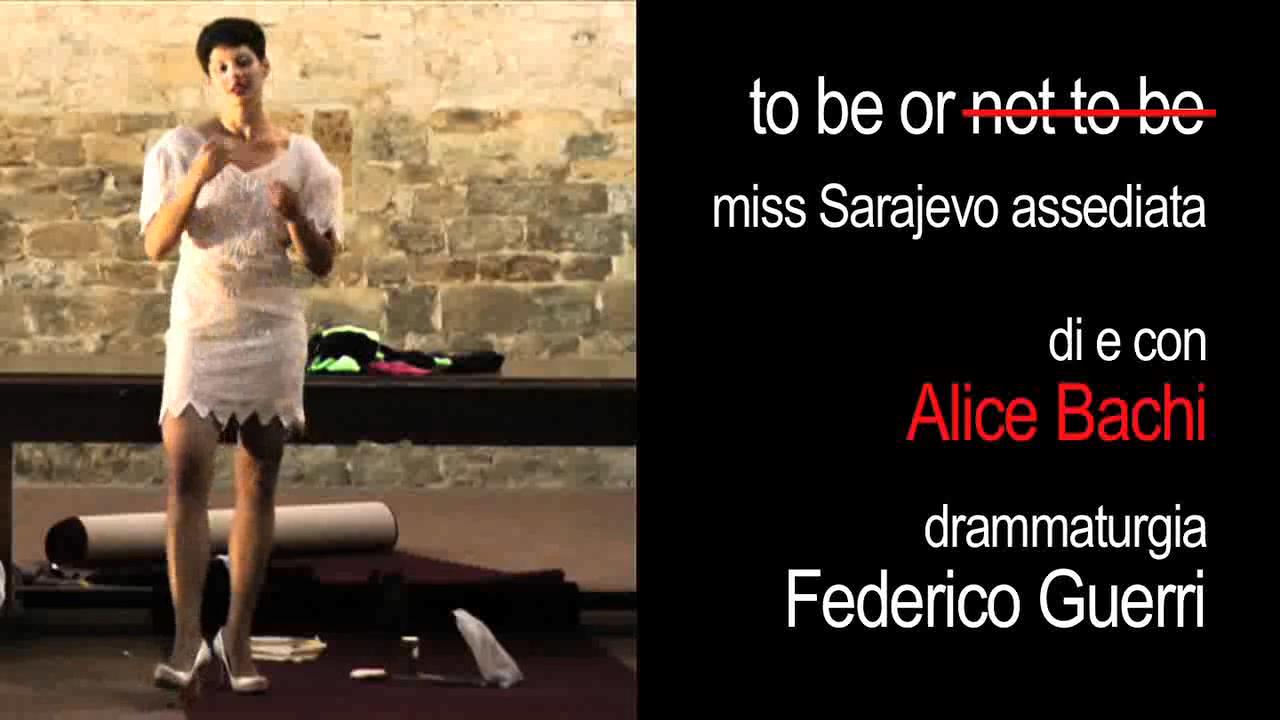 to be or not to be
miss Sarajevo assediata
di e con
Alice Bachi
drammaturgia
Federico Guerri